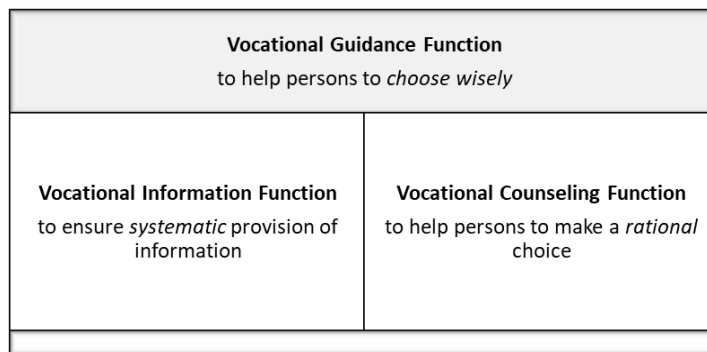 Vocational Guidance Function
to help persons to choose wisely
Vocational Information Function
to ensure systematic provision of
information
Vocational Counseling Function
to help persons to make a rational
choice